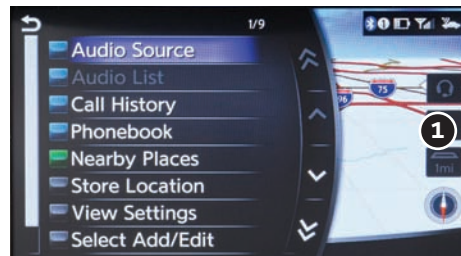 1/9
Audio Source
Audio List
Call History
Phonebook
Nearby Places
Store Location
View Settings
Select Add/Edit
75
96
1
1mi